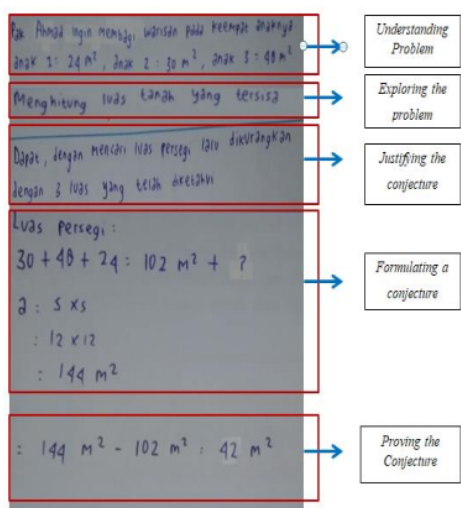 Pak Ahmad ingin membagi warisan pada keempat anaknya
anak 1 = 24 m², anak 2 = 30 m², anak 3 = 48 m²
Understanding
Problem
Menghitung luas tanah yang tersisa
Exploring the
problem
Dapat, dengan mencari luas persegi lalu dikurangkan
dengan 3 luas yang telah diketahui
Justifying the
conjecture
Luas persegi :
30 + 48 + 24 : 102 m² + ?
a : s x s
: 12 x 12
: 144 m²
Formulating a
conjecture
: 144 m² - 102 m² : 42 m²
Proving the
Conjecture